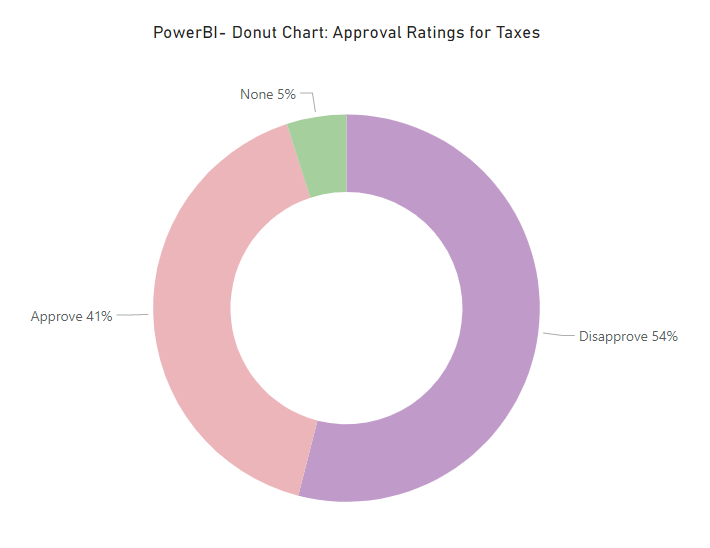 PowerBI- Donut Chart: Approval Ratings for Taxes
None 5%
Approve 41%
Disapprove 54%